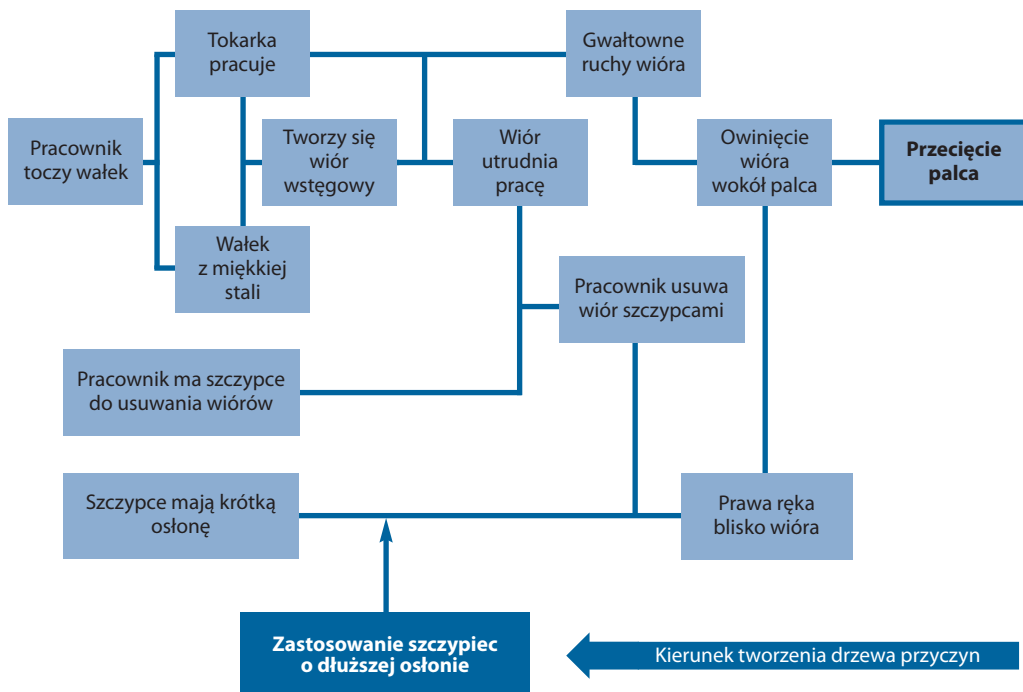 Tokarka
pracuje
Gwałtowne
ruchy wióra
Pracownik
toczy wałek
Tworzy się
wiór
wstęgowy
Wiór
utrudnia
pracę
Owinięcie
wióra
wokół palca
Przecięcie
palca
Wałek
z miękkiej
stali
Pracownik usuwa
wiór szczypcami
Pracownik ma szczypce
do usuwania wiórów
Szczypce mają krótką
osłonę
Prawa ręka
blisko wióra
Zastosowanie szczypiec
o dłuższej osłonie
Kierunek tworzenia drzewa przyczyn